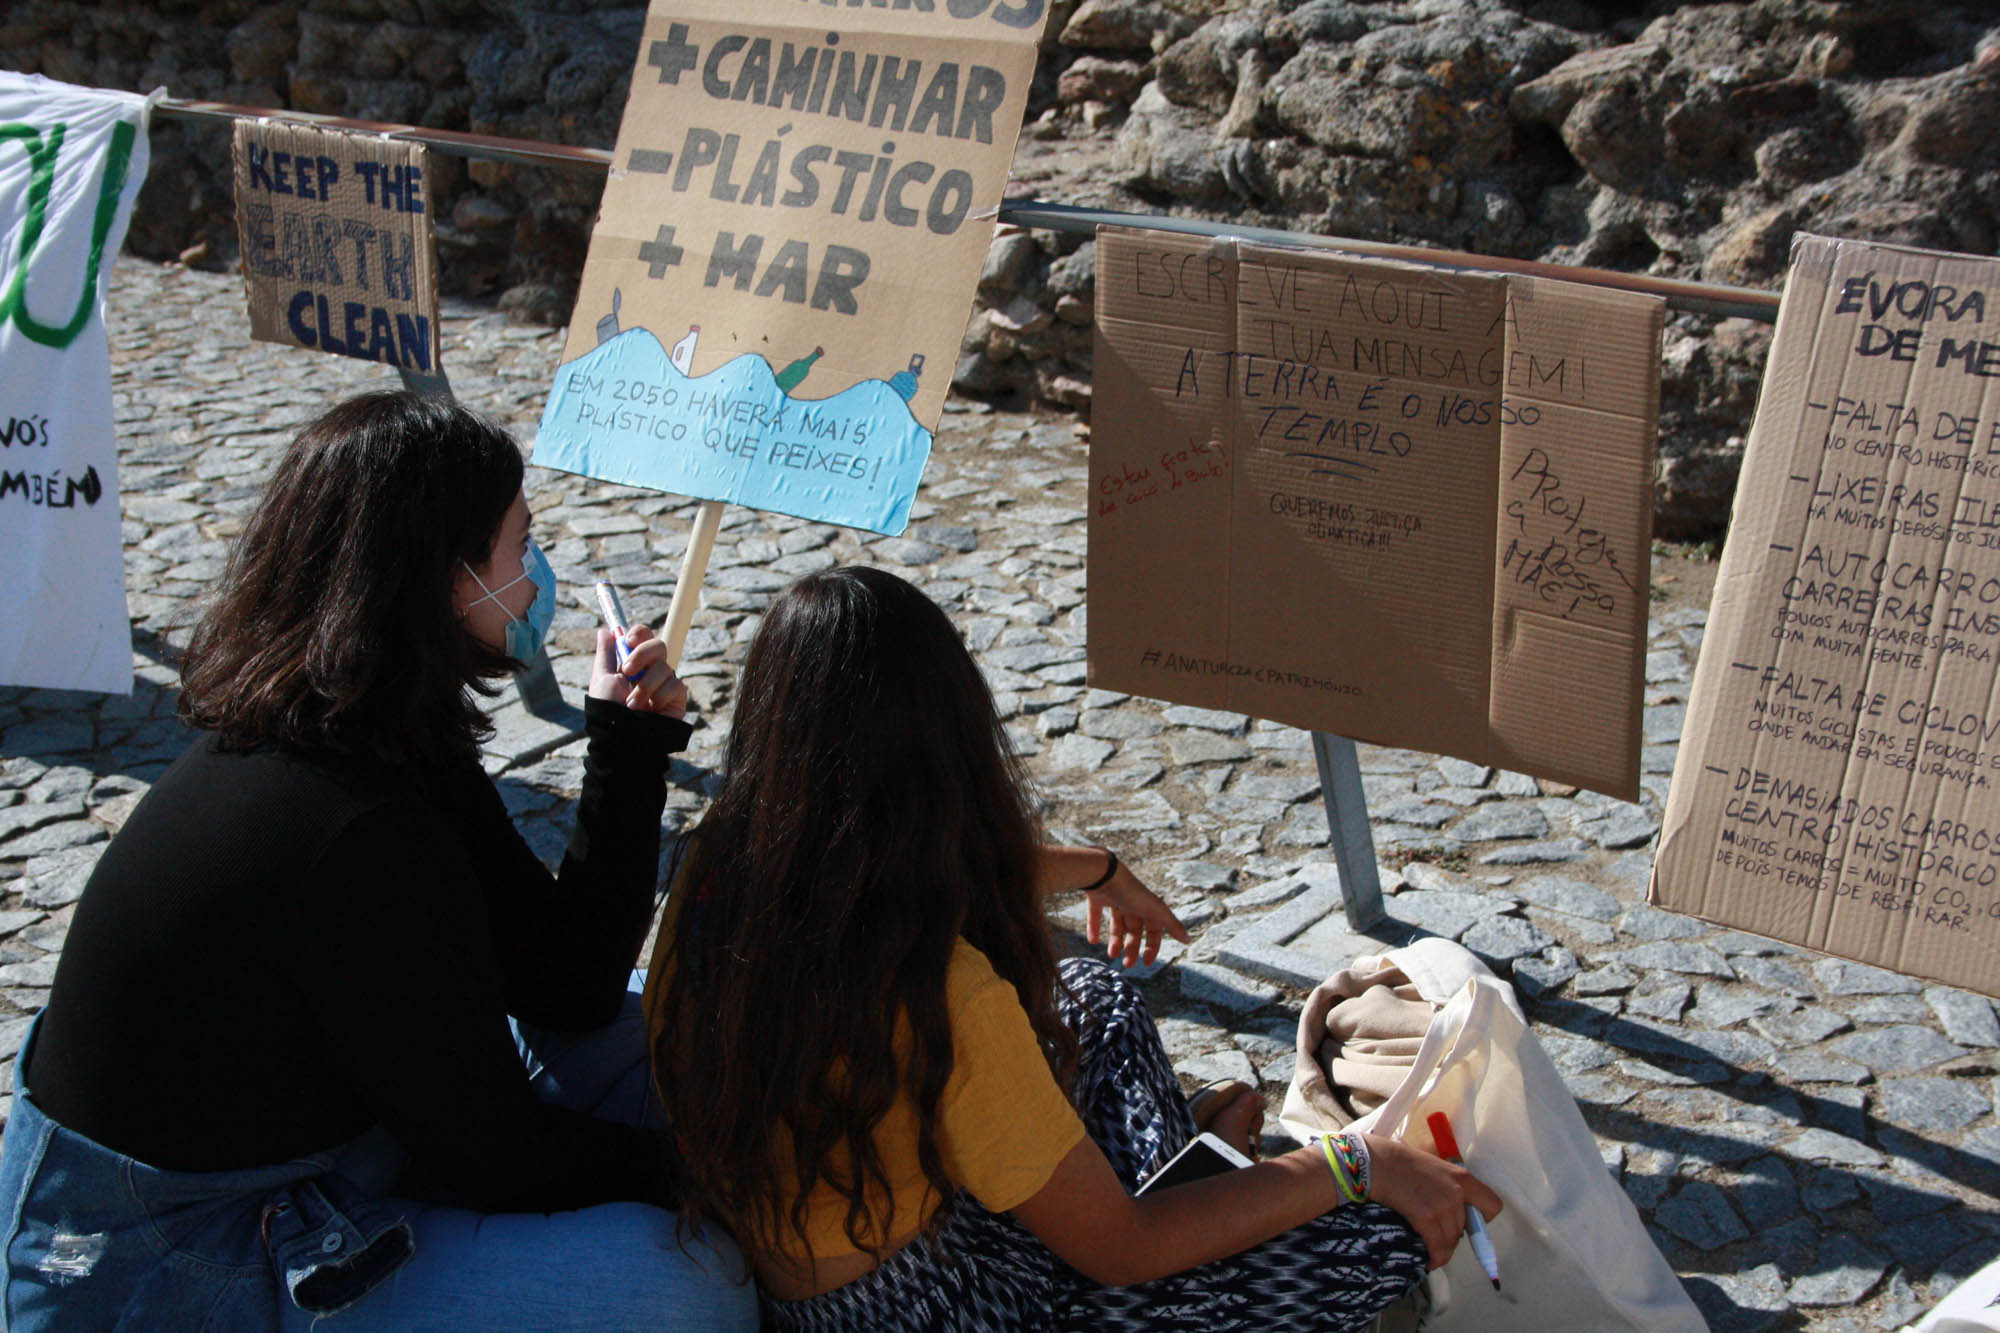 U
NÓS
MBÉM
KEEP THE
EARTH
CLEAN
+ CAMINHAR
- PLÁSTICO
+ MAR
EM 2050 HAVERÁ MAIS
PLÁSTICO QUE PEIXES!
ESCREVE AQUI A
TUA MENSAGEM!
A TERRA É O NOSSO
TEMPLO
QUEREMOS JUSTIÇA
CLIMÁTICA!!!
Protejam
a nossa
MÃE!
#ANATUREZAÉPATRIMÓNIO
ÉVORA
DE ME
- FALTA DE E
NO CENTRO HISTÓRIC
- LIXEIRAS ILE
HÁ MUITOS DEPÓSITOS ILE
- AUTOCARRO
CARREIRAS INS
POUCOS AUTOCARROS PARA
COM MUITA GENTE.
- FALTA DE CICLOV
MUITOS CICLISTAS E POUCOS E
ONDE ANDAR EM SEGURANÇA.
- DEMASIADOS CARROS
CENTRO HISTÓRICO
MUITOS CARROS = MUITO CO2,
DEPOIS TEMOS DE RESPIRAR.